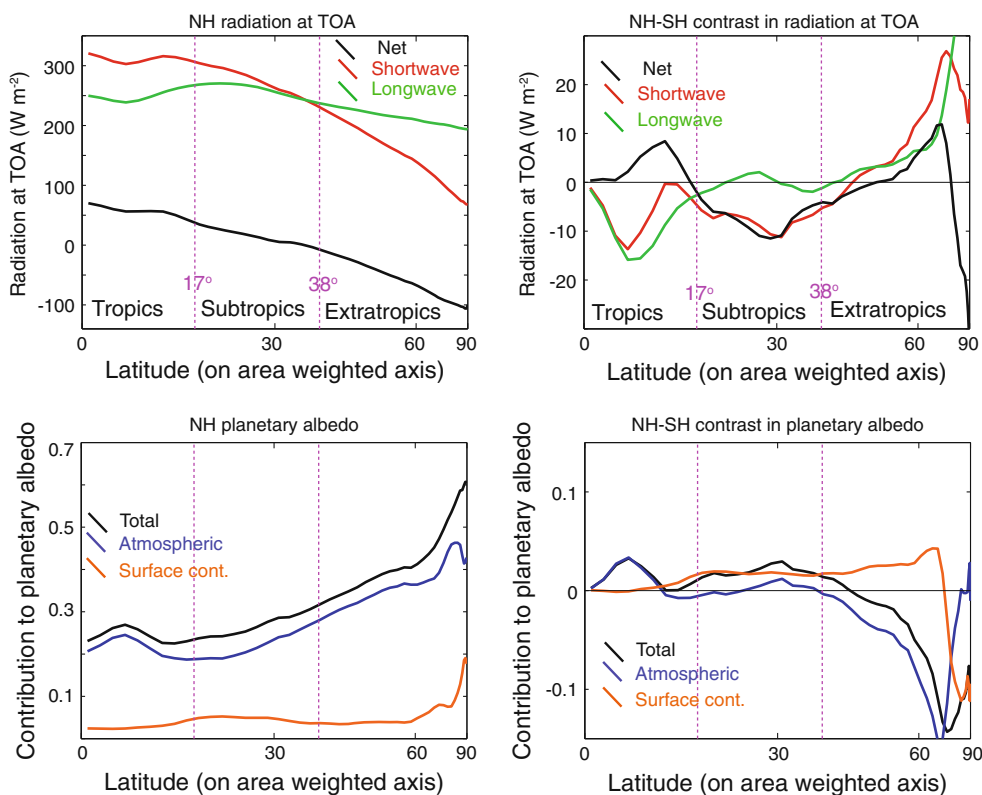 NH radiation at TOA
Radiation at TOA (W m-2)
300
200
100
0
-100
Net
Shortwave
Longwave
17o
38o
Tropics
Subtropics
Extratropics
0
30
60
90
Latitude (on area weighted axis)
NH-SH contrast in radiation at TOA
Radiation at TOA (W m-2)
20
10
0
-10
-20
Net
Shortwave
Longwave
17o
38o
Tropics
Subtropics
Extratropics
0
30
60
90
Latitude (on area weighted axis)
NH planetary albedo
Contribution to planetary albedo
0.7
0.5
0.3
0.1
Total
Atmospheric
Surface cont.
0
30
60
90
Latitude (on area weighted axis)
NH-SH contrast in planetary albedo
Contribution to planetary albedo
0.1
0
-0.1
Total
Atmospheric
Surface cont.
0
30
60
90
Latitude (on area weighted axis)